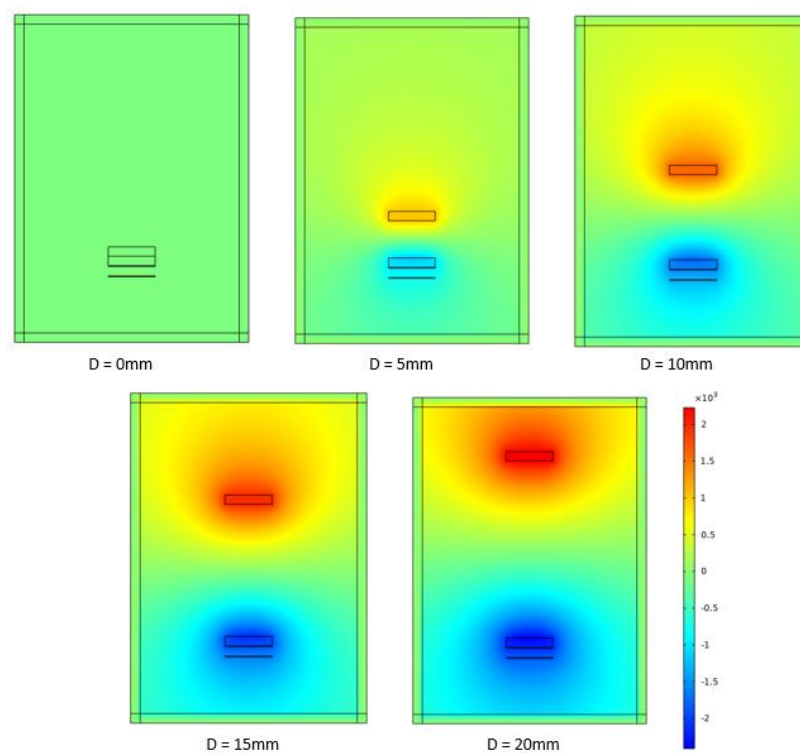 D = 0mm
D = 5mm
D = 10mm
×10³
2
1.5
1
0.5
0
-0.5
-1
-1.5
-2
D = 15mm
D = 20mm